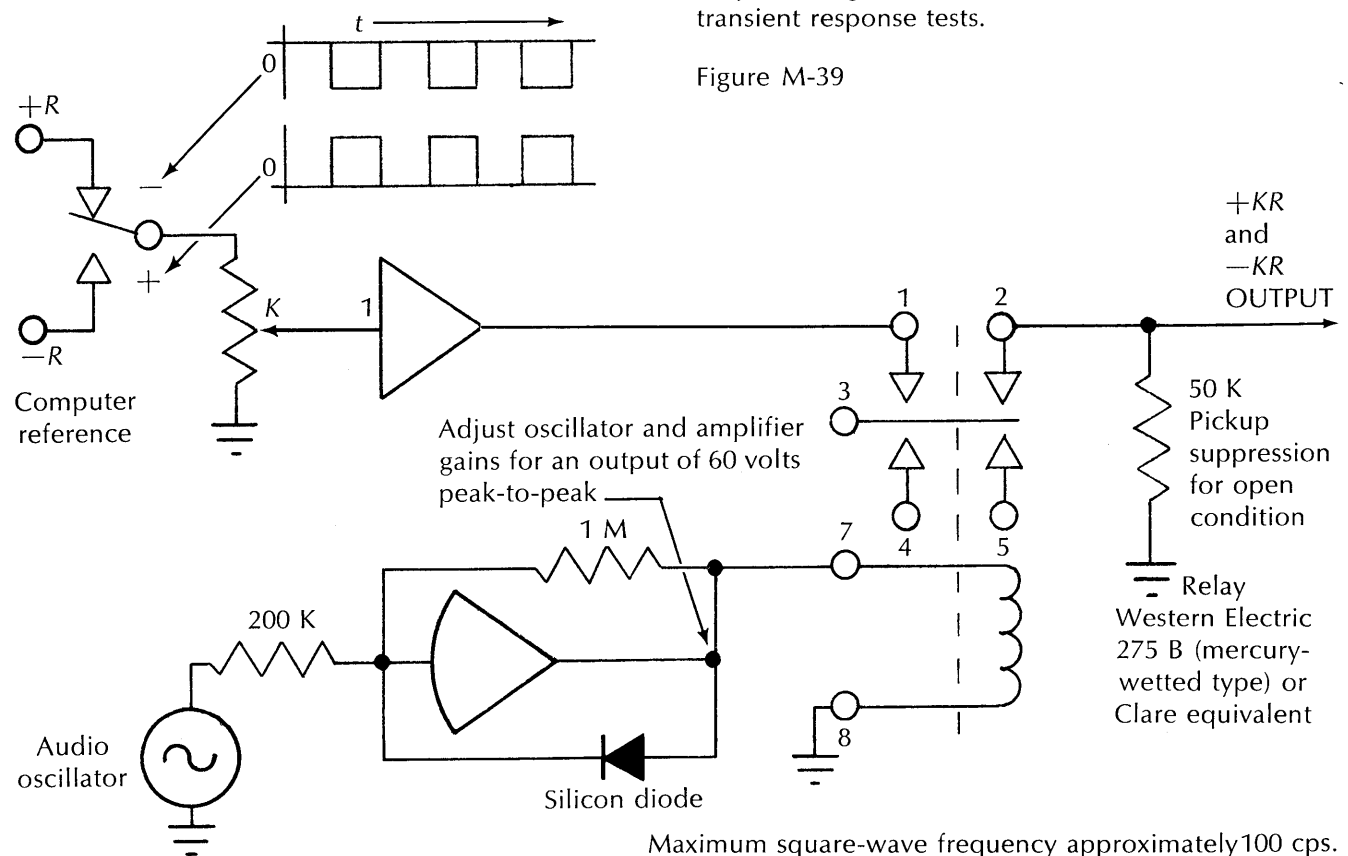 transient response tests.
Figure M-39
t
0
0
+R
−
+
−R
Computer
reference
K
1
1
2
3
4
5
+KR
and
−KR
OUTPUT
50 K
Pickup
suppression
for open
condition
Adjust oscillator and amplifier
gains for an output of 60 volts
peak-to-peak
1 M
7
8
200 K
Audio
oscillator
Silicon diode
Relay
Western Electric
275 B (mercury-
wetted type) or
Clare equivalent
Maximum square-wave frequency approximately 100 cps.